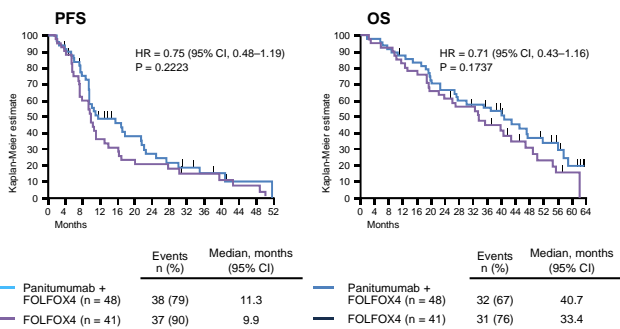 PFS
100
90
80
70
60
50
40
30
20
10
0
Kaplan-Meier estimate
HR = 0.75 (95% CI, 0.48–1.19)
P = 0.2223
0 4 8 12 16 20 24 28 32 36 40 44 48 52
Months
Events
n (%)
Median, months
(95% CI)
Panitumumab +
FOLFOX4 (n = 48) 38 (79) 11.3
FOLFOX4 (n = 41) 37 (90) 9.9
OS
100
90
80
70
60
50
40
30
20
10
0
Kaplan-Meier estimate
HR = 0.71 (95% CI, 0.43–1.16)
P = 0.1737
0 4 8 12 16 20 24 28 32 36 40 44 48 52 56 60 64
Months
Events
n (%)
Median, months
(95% CI)
Panitumumab +
FOLFOX4 (n = 48) 32 (67) 40.7
FOLFOX4 (n = 41) 31 (76) 33.4